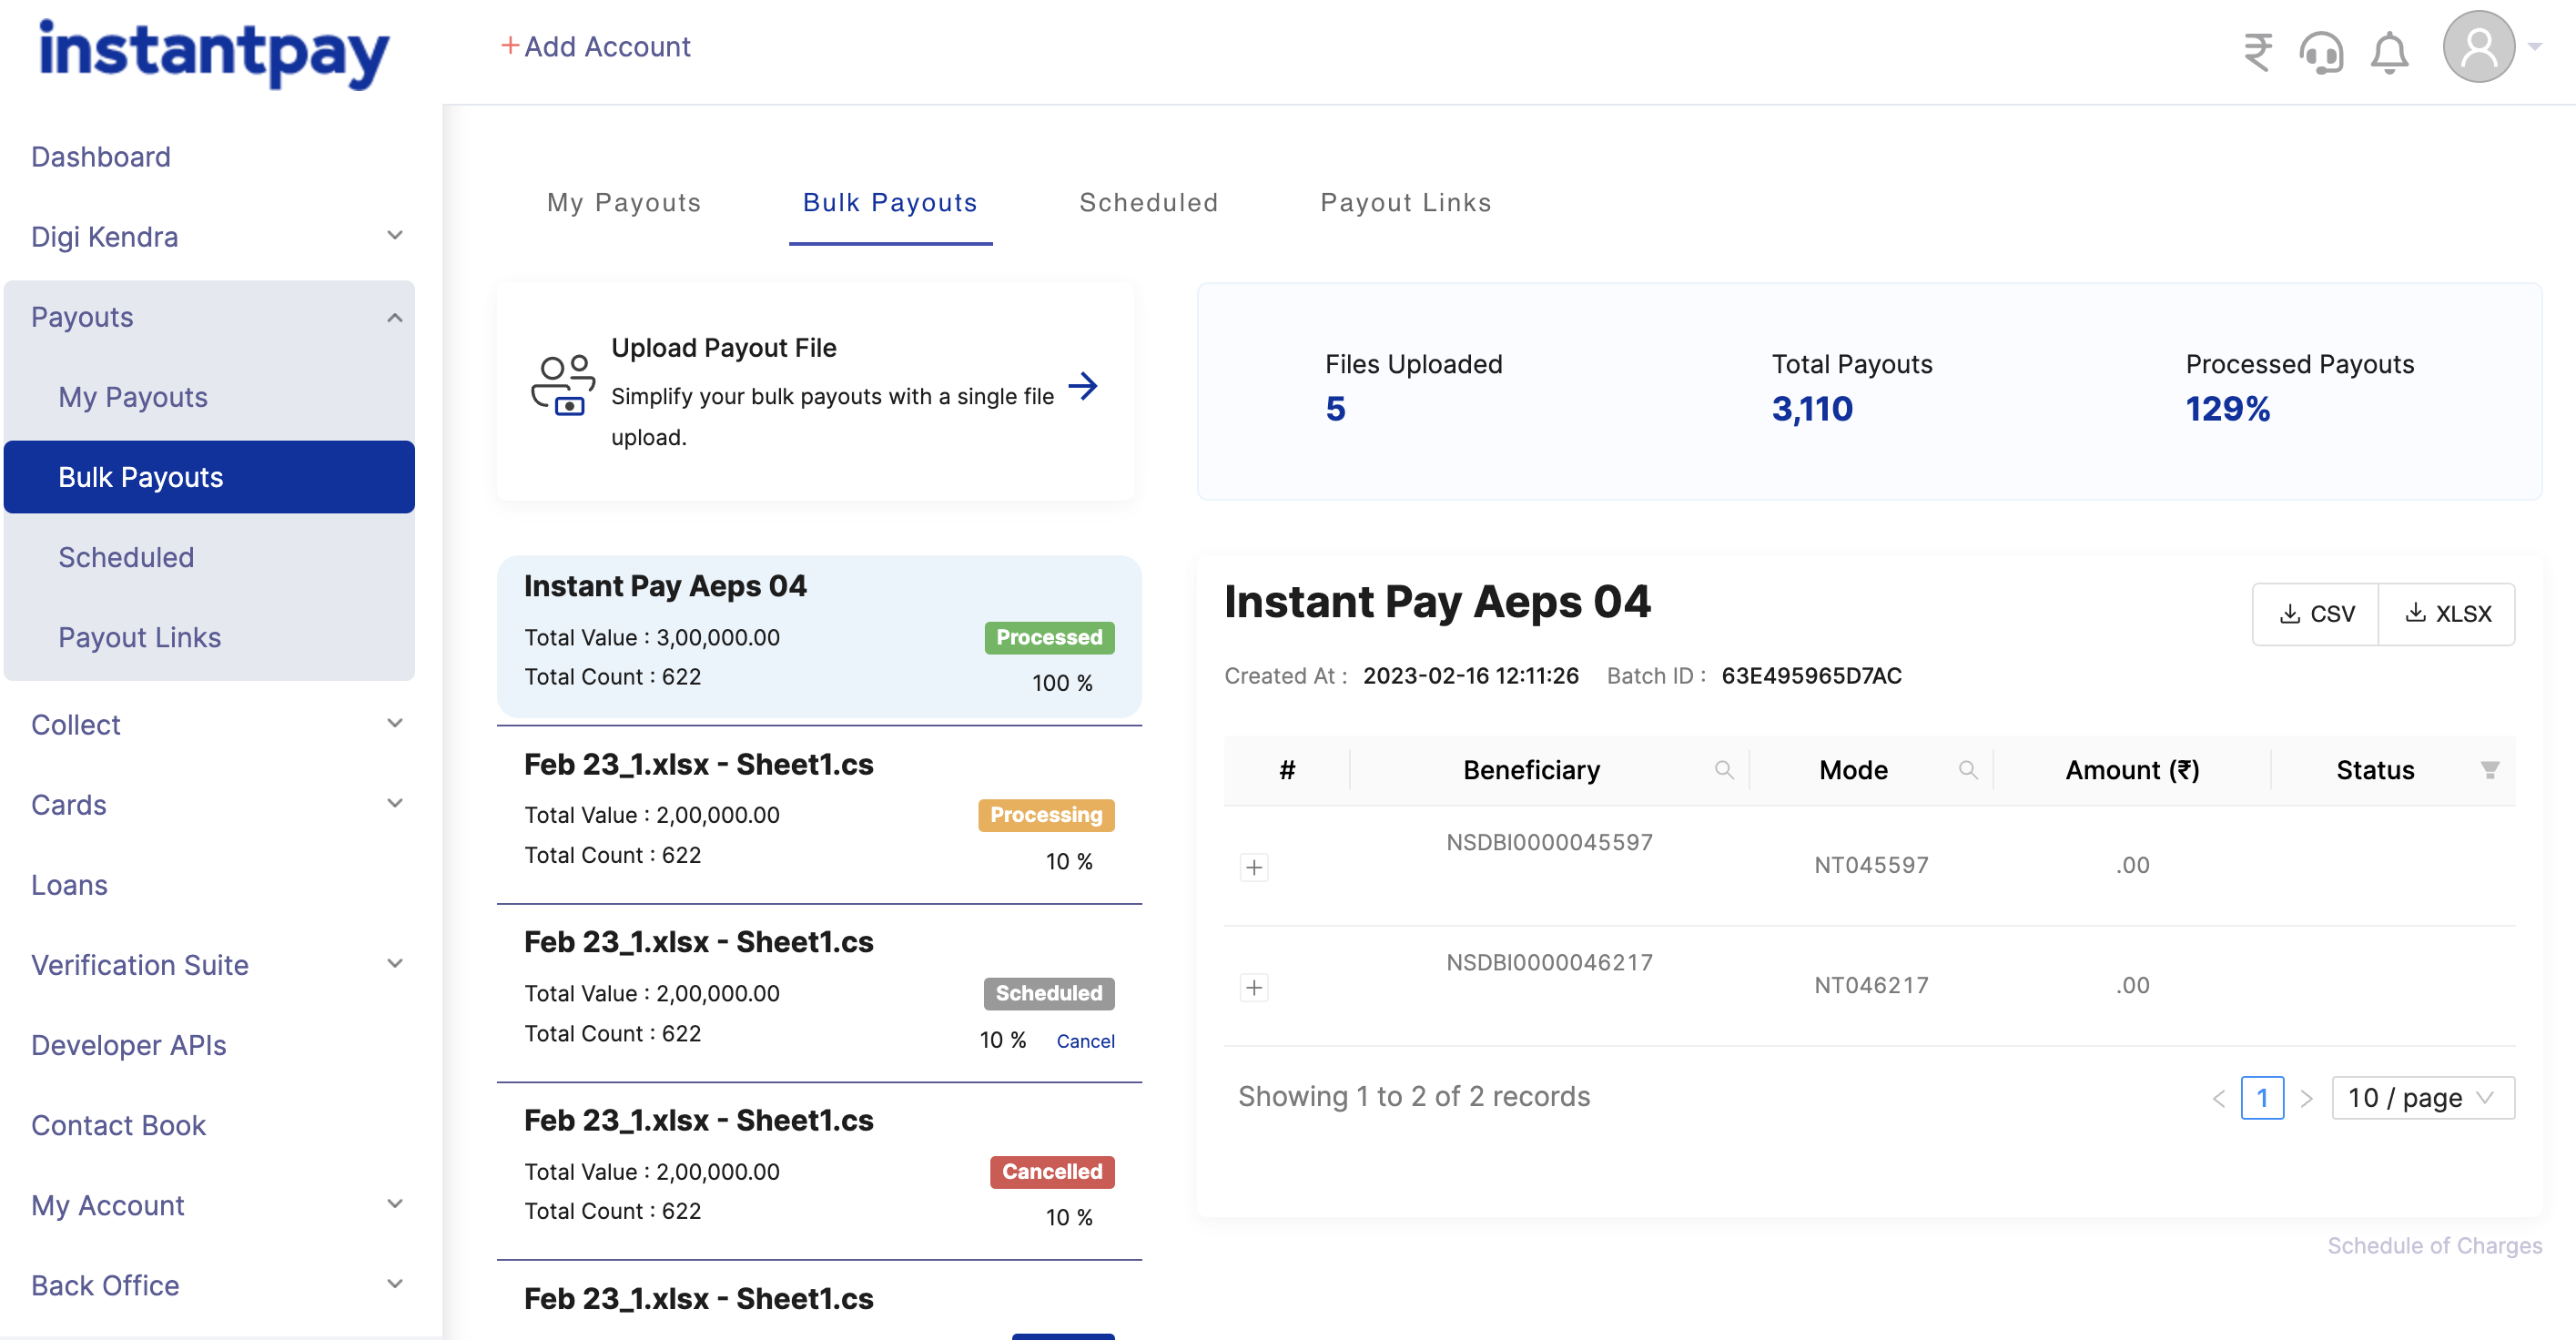 instantpay
+ Add Account
Dashboard
Digi Kendra
Payouts
My Payouts
Bulk Payouts
Scheduled
Payout Links
Collect
Cards
Loans
Verification Suite
Developer APIs
Contact Book
My Account
Back Office
My Payouts
Bulk Payouts
Scheduled
Payout Links
Upload Payout File
Simplify your bulk payouts with a single file
upload.
Files Uploaded
5
Total Payouts
3,110
Processed Payouts
129%
Instant Pay Aeps 04
Total Value : 3,00,000.00
Processed
Total Count : 622
100 %
Feb 23_1.xlsx - Sheet1.cs
Total Value : 2,00,000.00
Processing
Total Count : 622
10 %
Feb 23_1.xlsx - Sheet1.cs
Total Value : 2,00,000.00
Scheduled
Total Count : 622
10 % Cancel
Feb 23_1.xlsx - Sheet1.cs
Total Value : 2,00,000.00
Cancelled
Total Count : 622
10 %
Feb 23_1.xlsx - Sheet1.cs
Instant Pay Aeps 04
CSV
XLSX
Created At : 2023-02-16 12:11:26 Batch ID : 63E495965D7AC
# Beneficiary Mode Amount (₹) Status
NSDBI0000045597 NT045597 .00
NSDBI0000046217 NT046217 .00
Showing 1 to 2 of 2 records
< 1 > 10 / page
Schedule of Charges